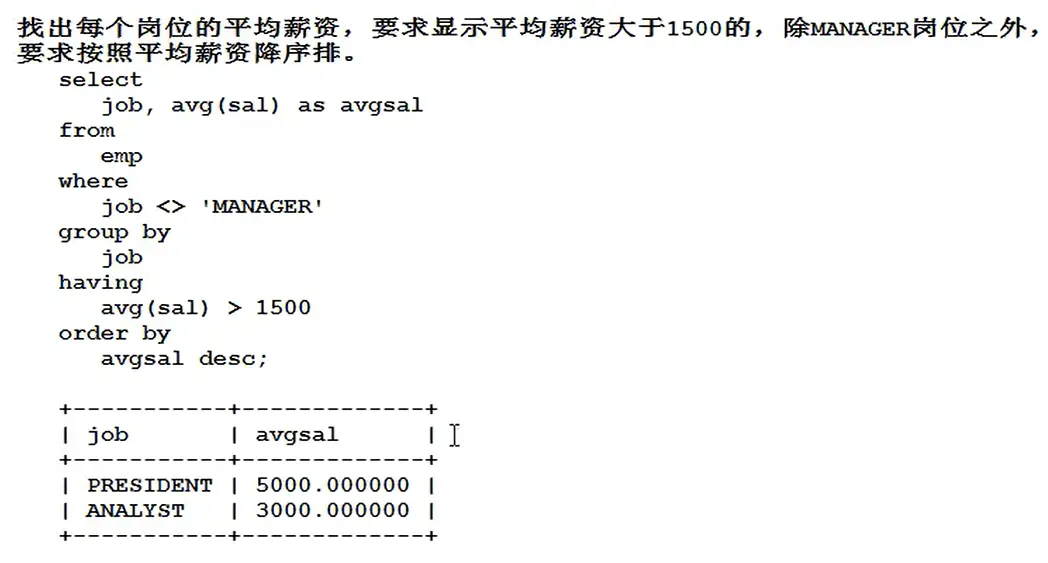 找出每个岗位的平均薪资，要求显示平均薪资大于1500的，除MANAGER岗位之外，
要求按照平均薪资降序排。
select
job, avg(sal) as avgsal
from
emp
where
job <> 'MANAGER'
group by
job
having
avg(sal) > 1500
order by
avgsal desc;
+-----------+-------------+
| job       | avgsal      |
+-----------+-------------+
| PRESIDENT | 5000.000000 |
| ANALYST   | 3000.000000 |
+-----------+-------------+